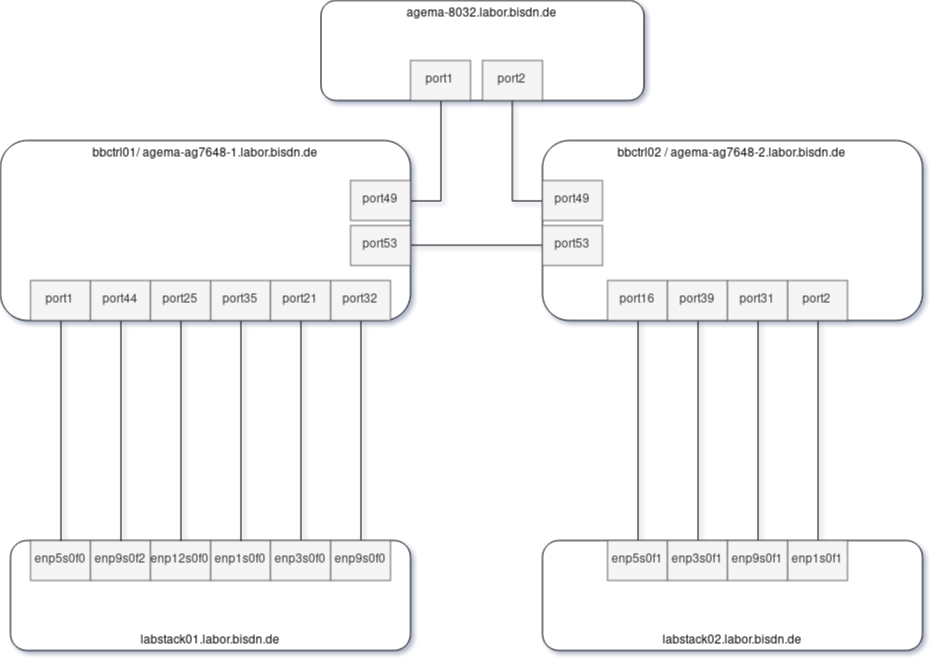 agema-8032.labor.bisdn.de
port1 port2
bbctrl01/ agema-ag7648-1.labor.bisdn.de
port49
port53
port1 port44 port25 port35 port21 port32
bbctrl02 / agema-ag7648-2.labor.bisdn.de
port49
port53
port16 port39 port31 port2
enp5s0f0 enp9s0f2 enp12s0f0 enp1s0f0 enp3s0f0 enp9s0f0
labstack01.labor.bisdn.de
enp5s0f1 enp3s0f1 enp9s0f1 enp1s0f1
labstack02.labor.bisdn.de